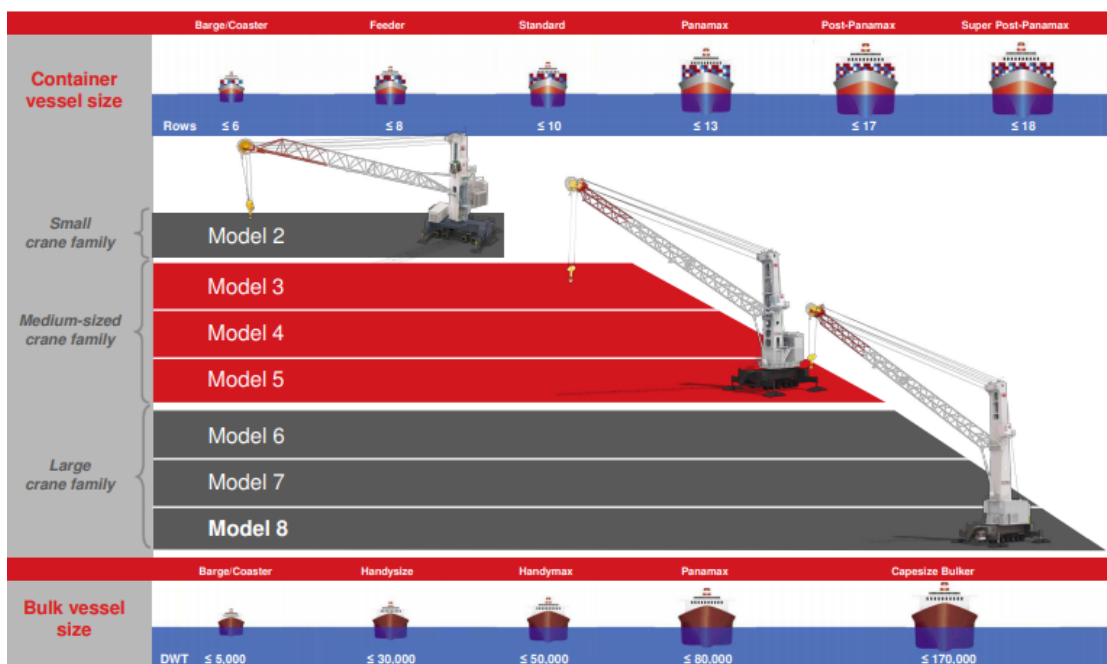 Barge/Coaster Feeder Standard Panamax Post-Panamax Super Post-Panamax
Container
vessel size
Rows ≤ 6 ≤ 8 ≤ 10 ≤ 13 ≤ 17 ≤ 18
Small
crane family
Model 2
Model 3
Medium-sized
crane family
Model 4
Model 5
Model 6
Large
crane family
Model 7
Model 8
Barge/Coaster Handysize Handymax Panamax Capesize Bulker
Bulk vessel
size
DWT ≤ 5,000 ≤ 30,000 ≤ 50,000 ≤ 80,000 ≤ 170,000